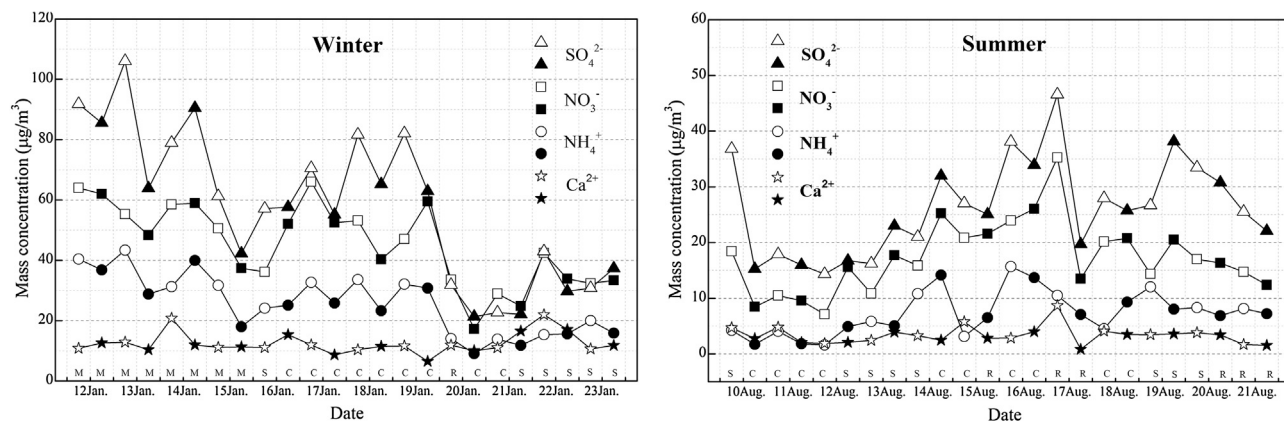 Winter
Mass concentration (μg/m³)
120
100
80
60
40
20
0
SO₄²⁻
NO₃⁻
NH₄⁺
Ca²⁺
M M M M M M M M S C C C C C C C R C C S S S S S
12Jan. 13Jan. 14Jan. 15Jan. 16Jan. 17Jan. 18Jan. 19Jan. 20Jan. 21Jan. 22Jan. 23Jan.
Date
Summer
Mass concentration (μg/m³)
60
50
40
30
20
10
0
SO₄²⁻
NO₃⁻
NH₄⁺
Ca²⁺
S C C C C S S S S C C R C C R R C C S S S R R R
10Aug. 11Aug. 12Aug. 13Aug. 14Aug. 15Aug. 16Aug. 17Aug. 18Aug. 19Aug. 20Aug. 21Aug.
Date